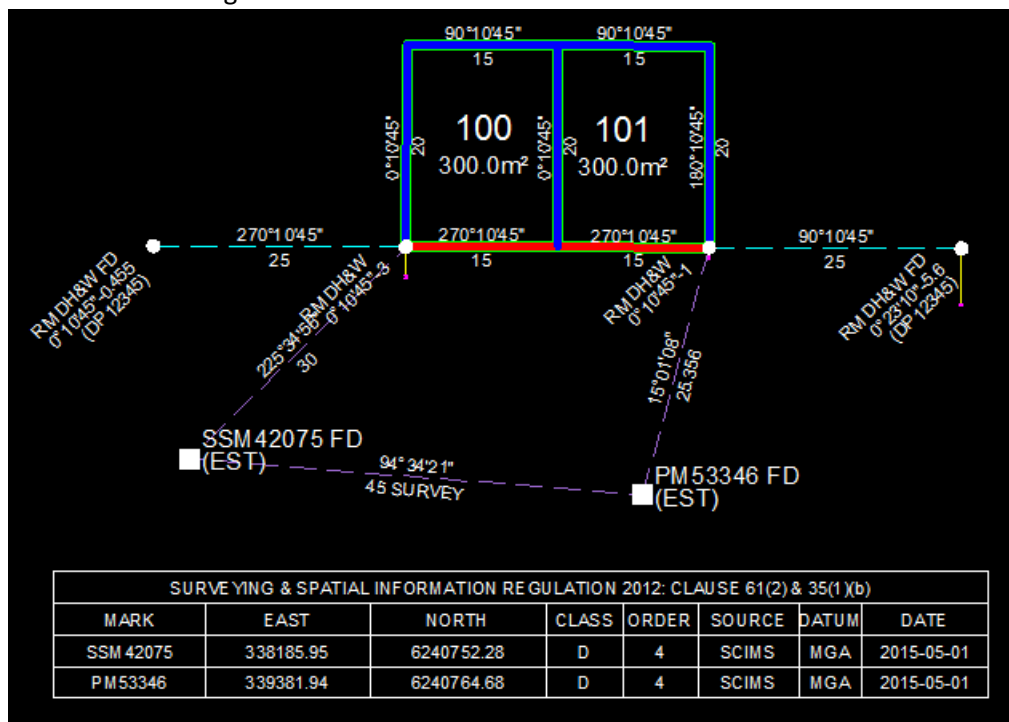 90°10'45"
15
90°10'45"
15
0°10'45"
20
100
300.0m²
0°10'45"
20
101
300.0m²
180°10'45"
20
270°10'45"
25
270°10'45"
15
270°10'45"
15
90°10'45"
25
RM DH&W FD
0°10'45"-0.455
(DP 12345)
RM DH&W
0°10'45"-3
RM DH&W
0°10'45"-1
RM DH&W FD
0°23'10"-5.6
(DP 12345)
225°34'56"
30
15°01'08"
25.356
SSM 42075 FD
(EST)
94°34'21"
45 SURVEY
PM 53346 FD
(EST)
SURVEYING & SPATIAL INFORMATION REGULATION 2012: CLAUSE 61(2) & 35(1)(b)
MARK EAST NORTH CLASS ORDER SOURCE DATUM DATE
SSM 42075 338185.95 6240752.28 D 4 SCIMS MGA 2015-05-01
PM 53346 339381.94 6240764.68 D 4 SCIMS MGA 2015-05-01